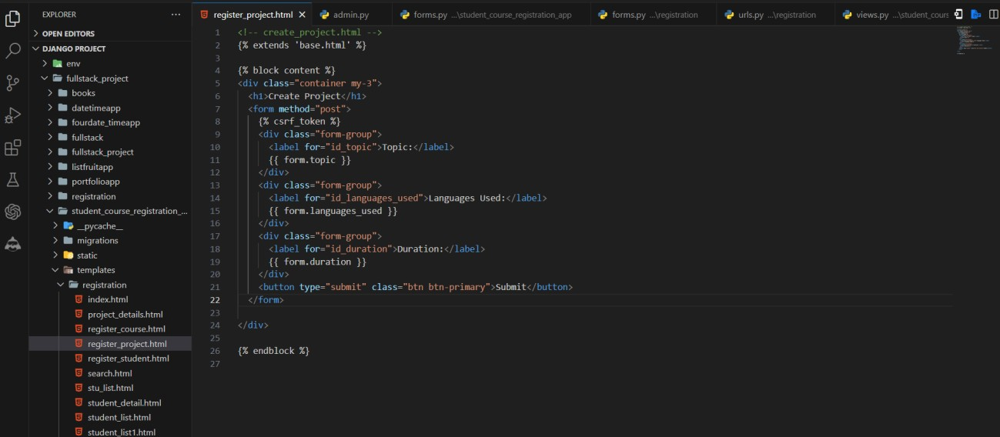 EXPLORER
OPEN EDITORS
DJANGO PROJECT
env
fullstack_project
books
datetimeapp
fourdate_timeapp
fullstack
fullstack_project
listfruitapp
portfolioapp
registration
student_course_registration_...
__pycache__
migrations
static
templates
registration
index.html
project_details.html
register_course.html
register_project.html
register_student.html
search.html
stu_list.html
student_detail.html
student_list.html
student_list1.html
register_project.html
admin.py
forms.py ...\student_course_registration_app
forms.py ...\registration
urls.py ...\registration
views.py ...\student_cours
1 <!-- create_project.html -->
2 {% extends 'base.html' %}
3
4 {% block content %}
5 <div class="container my-3">
6 <h1>Create Project</h1>
7 <form method="post">
8 {% csrf_token %}
9 <div class="form-group">
10 <label for="id_topic">Topic:</label>
11 {{ form.topic }}
12 </div>
13 <div class="form-group">
14 <label for="id_languages_used">Languages Used:</label>
15 {{ form.languages_used }}
16 </div>
17 <div class="form-group">
18 <label for="id_duration">Duration:</label>
19 {{ form.duration }}
20 </div>
21 <button type="submit" class="btn btn-primary">Submit</button>
22 </form>
23
24 </div>
25
26 {% endblock %}
27